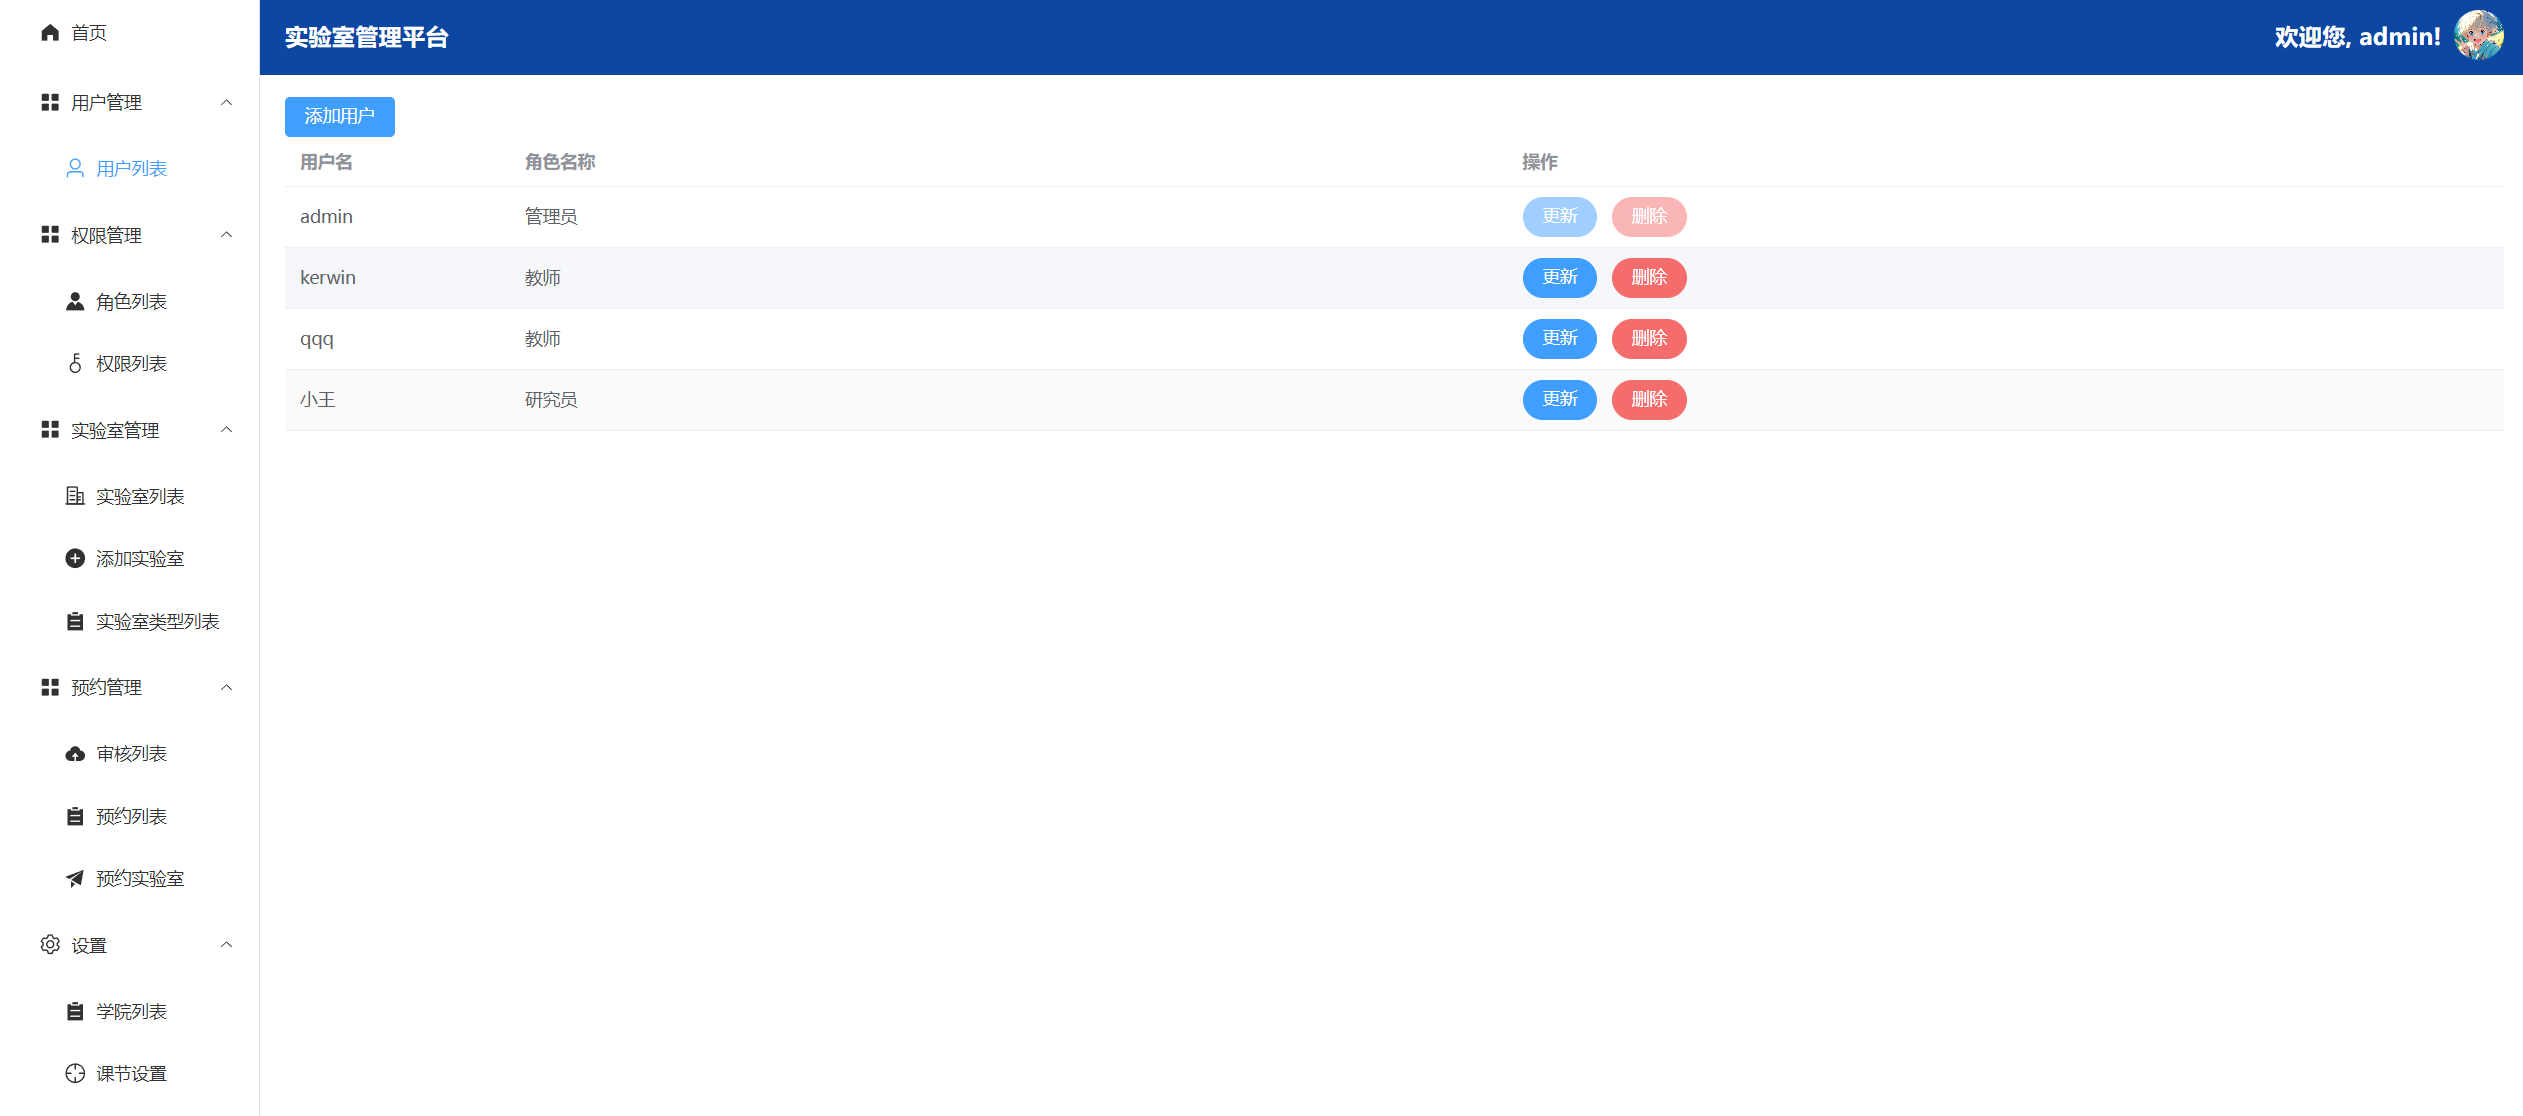 首页
用户管理
用户列表
权限管理
角色列表
权限列表
实验室管理
实验室列表
添加实验室
实验室类型列表
预约管理
审核列表
预约列表
预约实验室
设置
学院列表
课节设置
实验室管理平台 欢迎您, admin!
添加用户
用户名 角色名称 操作
admin 管理员 更新 删除
kerwin 教师 更新 删除
qqq 教师 更新 删除
小王 研究员 更新 删除